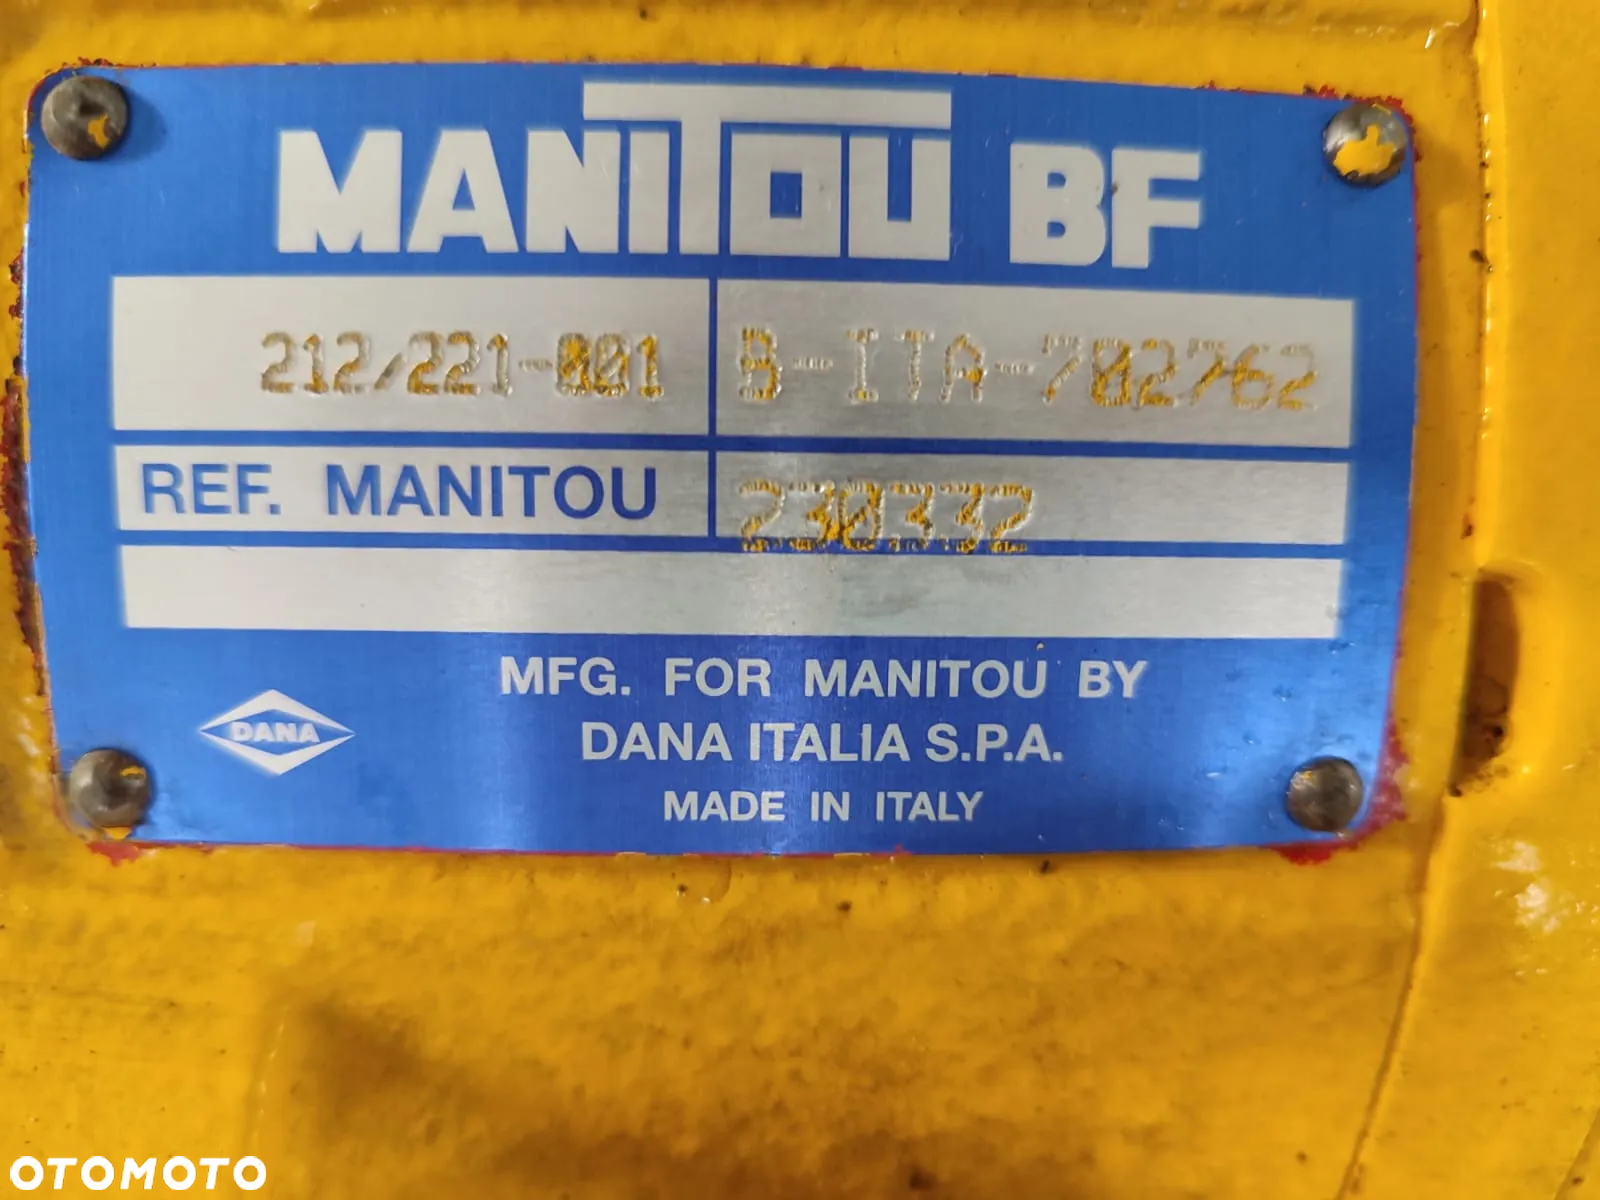 MANITOU BF
212/221-001 B-ITA-702762
REF. MANITOU 230332
MFG. FOR MANITOU BY
DANA
DANA ITALIA S.P.A.
MADE IN ITALY
OTOMOTO